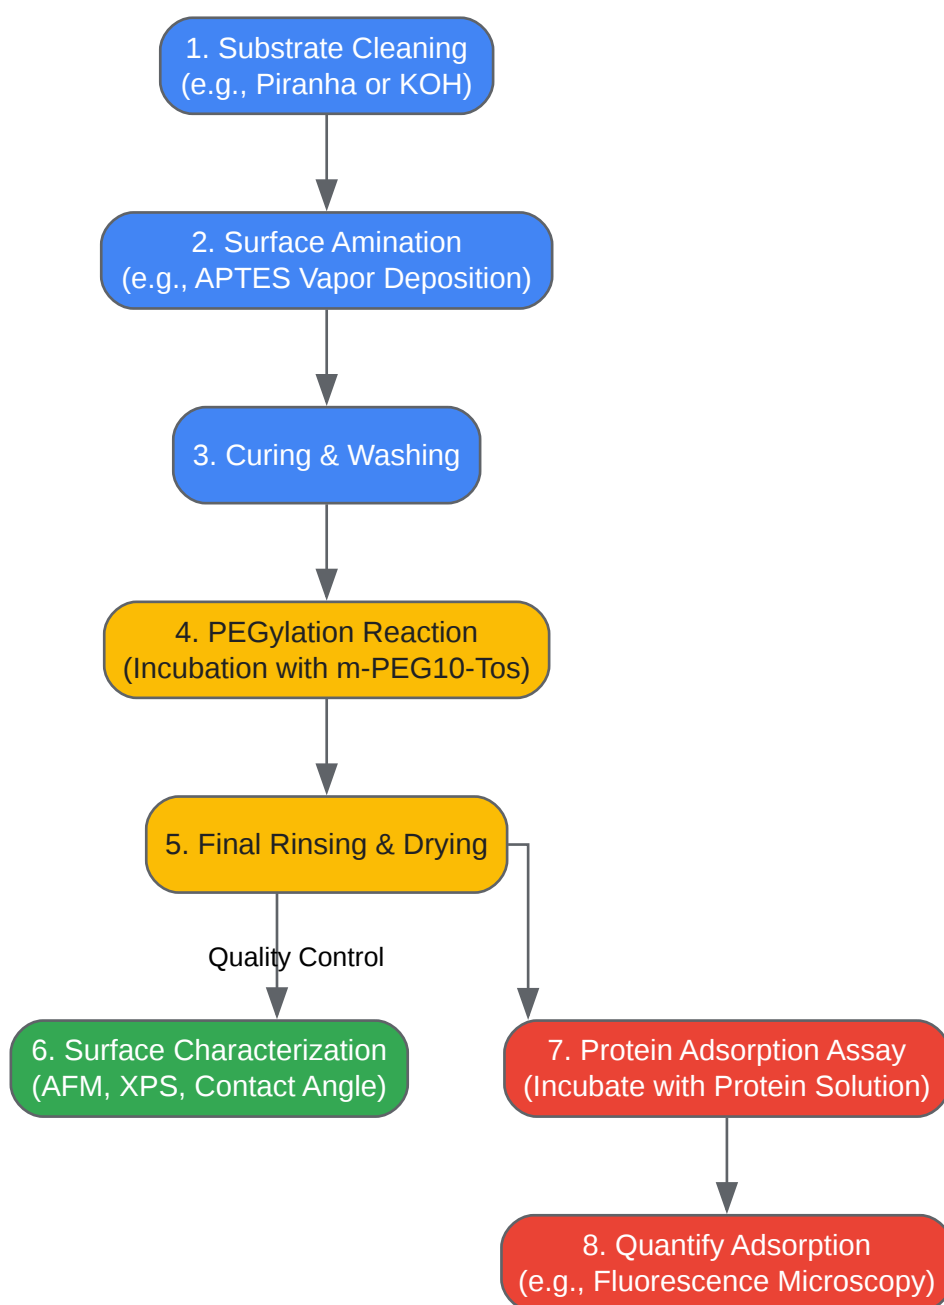 1. Substrate Cleaning
(e.g., Piranha or KOH)
2. Surface Amination
(e.g., APTES Vapor Deposition)
3. Curing & Washing
4. PEGylation Reaction
(Incubation with m-PEG10-Tos)
5. Final Rinsing & Drying
Quality Control
6. Surface Characterization
(AFM, XPS, Contact Angle)
7. Protein Adsorption Assay
(Incubate with Protein Solution)
8. Quantify Adsorption
(e.g., Fluorescence Microscopy)